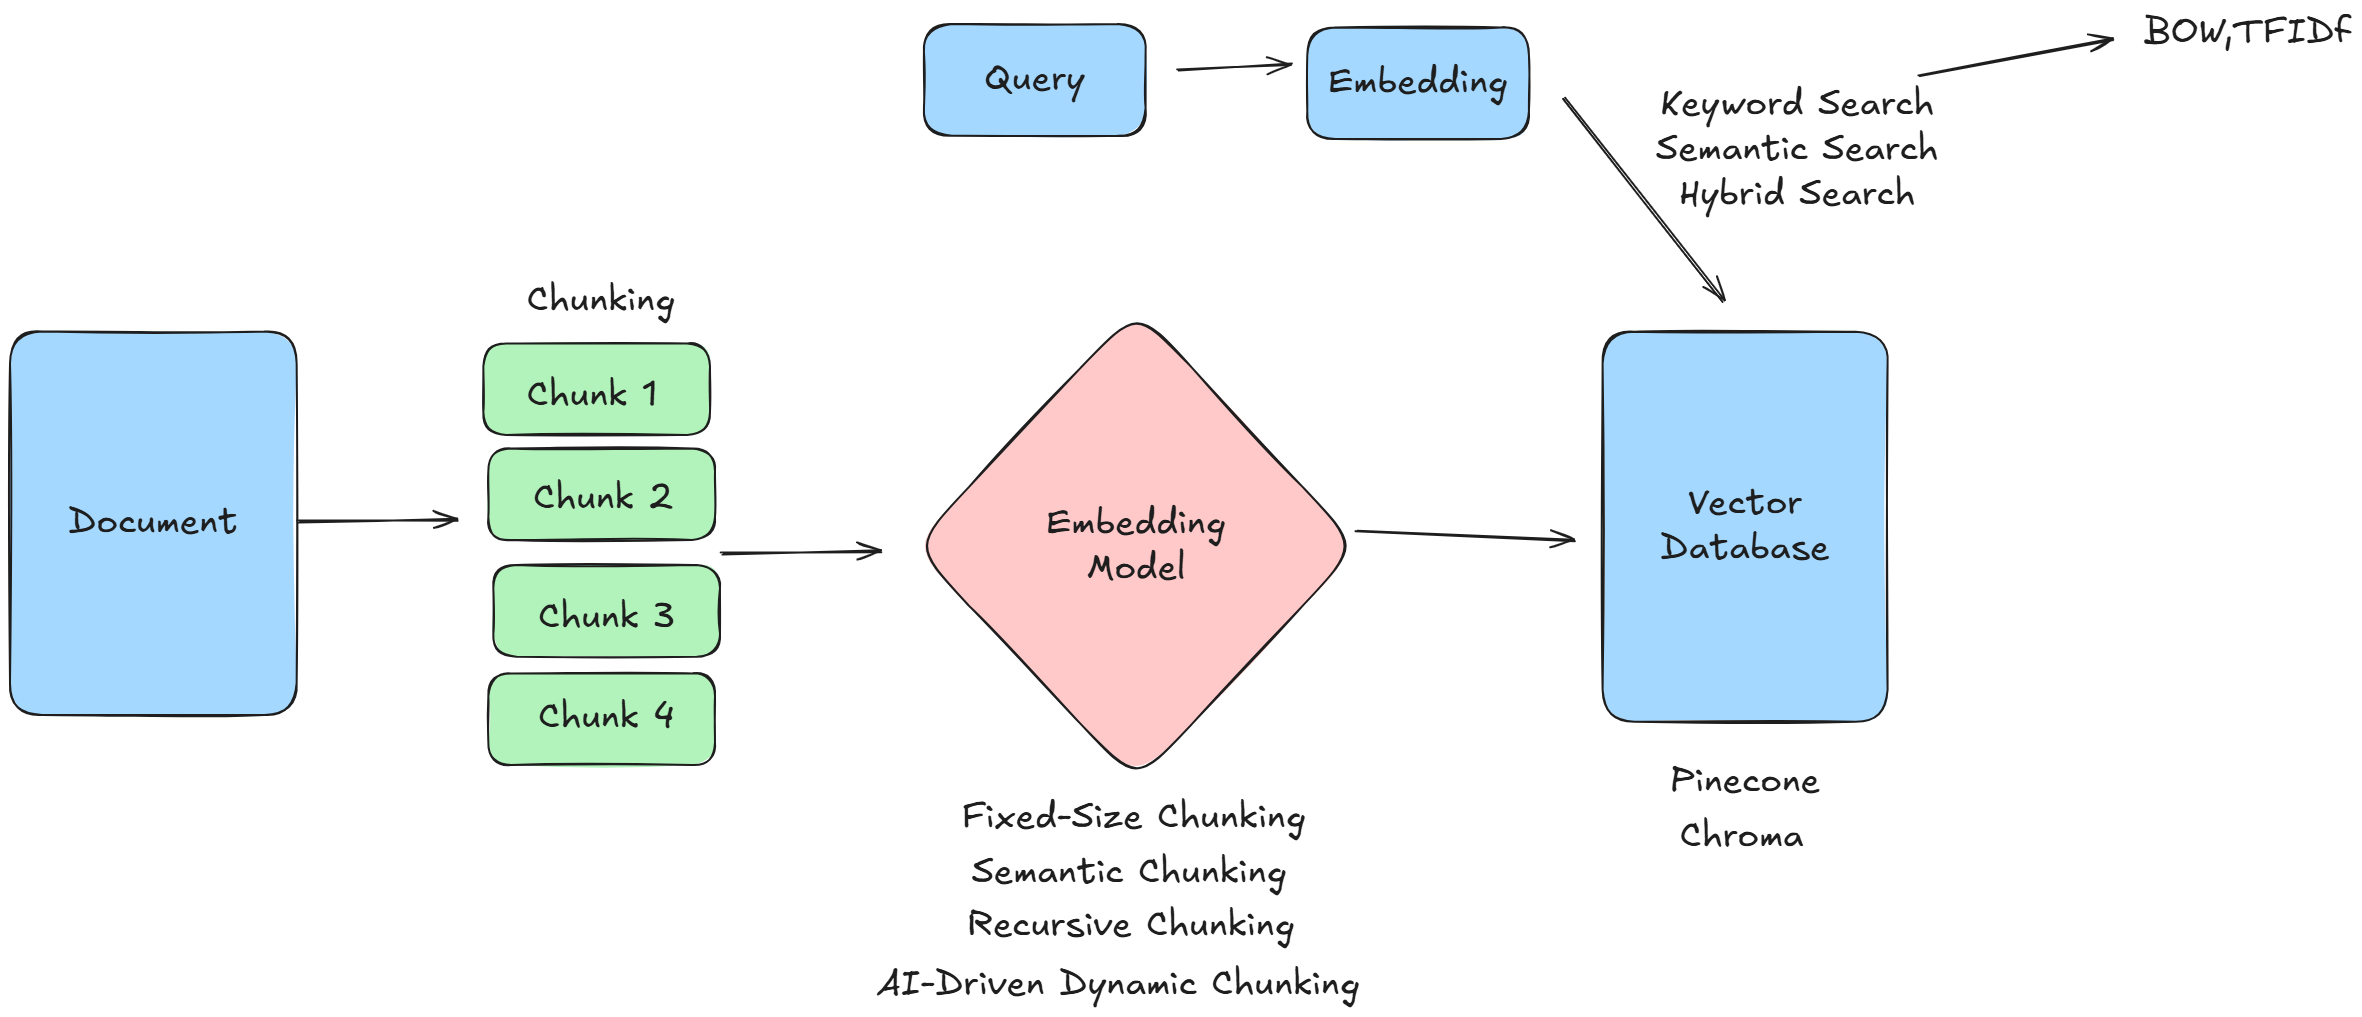 BOW,TFIDf
Query
Embedding
Keyword Search
Semantic Search
Hybrid Search
Chunking
Document
Chunk 1
Chunk 2
Chunk 3
Chunk 4
Embedding
Model
Vector
Database
Fixed-Size Chunking
Semantic Chunking
Recursive Chunking
AI-Driven Dynamic Chunking
Pinecone
Chroma